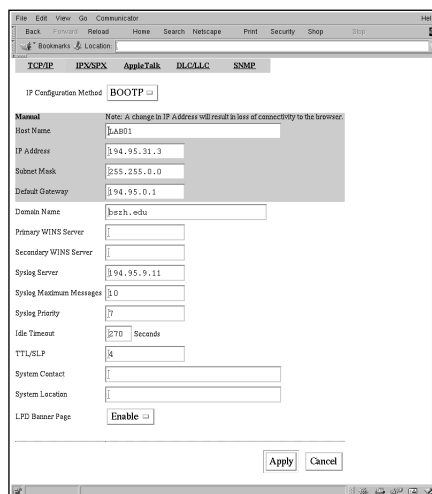 File Edit View Go Communicator Hel
Back Forward Reload Home Search Netscape Print Security Shop Stop
Bookmarks Location:
TCP/IP IPX/SPX AppleTalk DLC/LLC SNMP
IP Configuration Method BOOTP
Manual Note: A change in IP Address will result in loss of connectivity to the browser.
Host Name LAB01
IP Address 194.95.31.3
Subnet Mask 255.255.0.0
Default Gateway 194.95.0.1
Domain Name bszh.edu
Primary WINS Server
Secondary WINS Server
Syslog Server 194.95.9.11
Syslog Maximum Messages 10
Syslog Priority 7
Idle Timeout 270 Seconds
TTL/SLP 4
System Contact
System Location
LPD Banner Page Enable
Apply Cancel